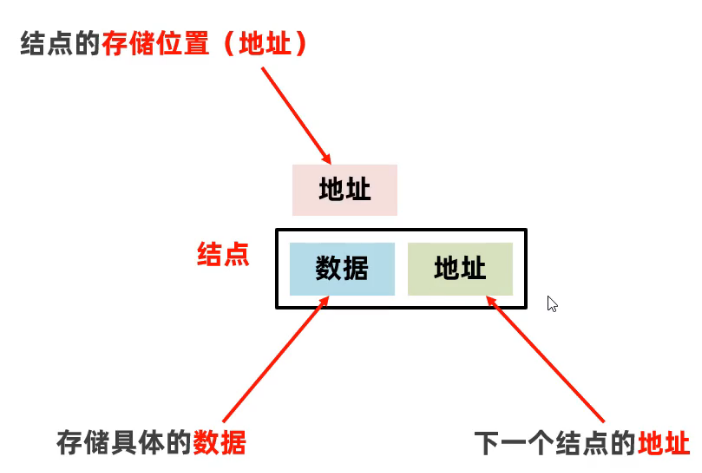 结点的存储位置（地址）
地址
结点
数据 地址
存储具体的数据
下一个结点的地址